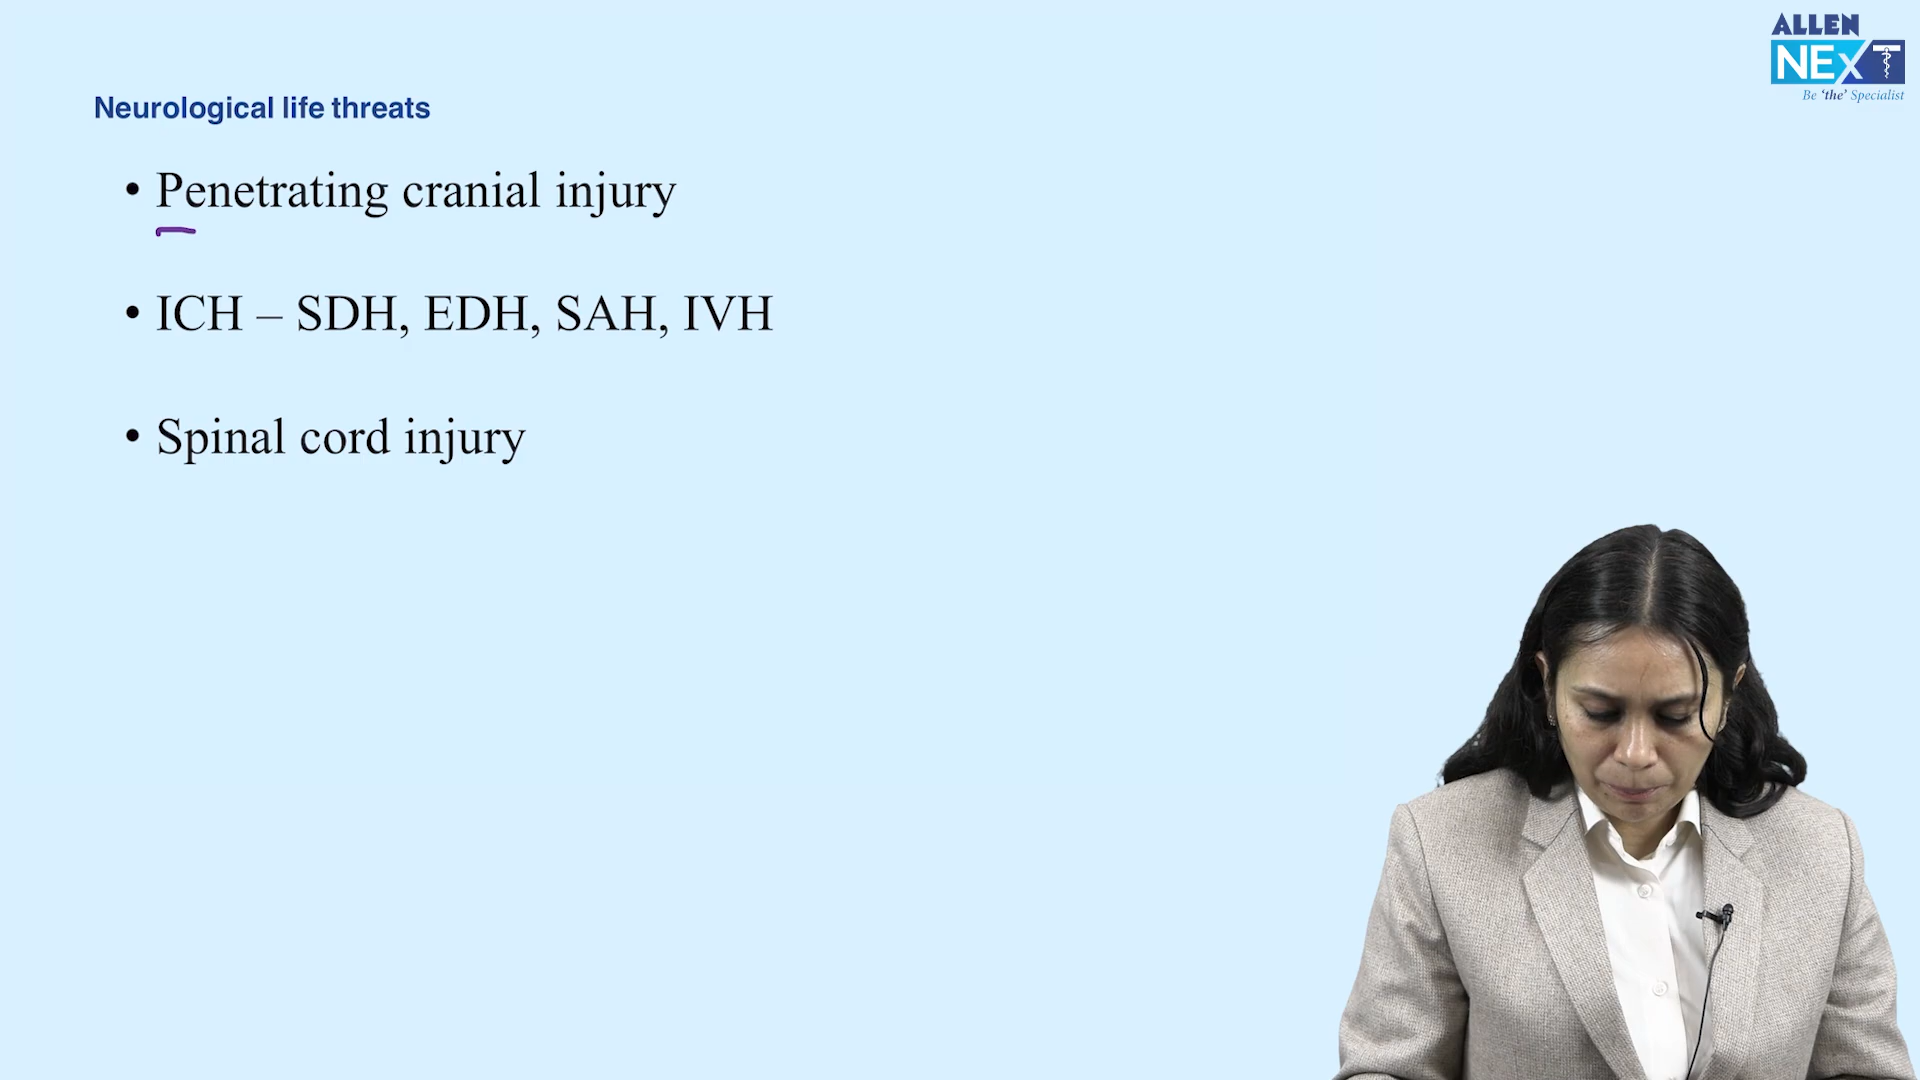 ALLEN
NEXT
Be 'the' Specialist
Neurological life threats
• Penetrating cranial injury
• ICH – SDH, EDH, SAH, IVH
• Spinal cord injury